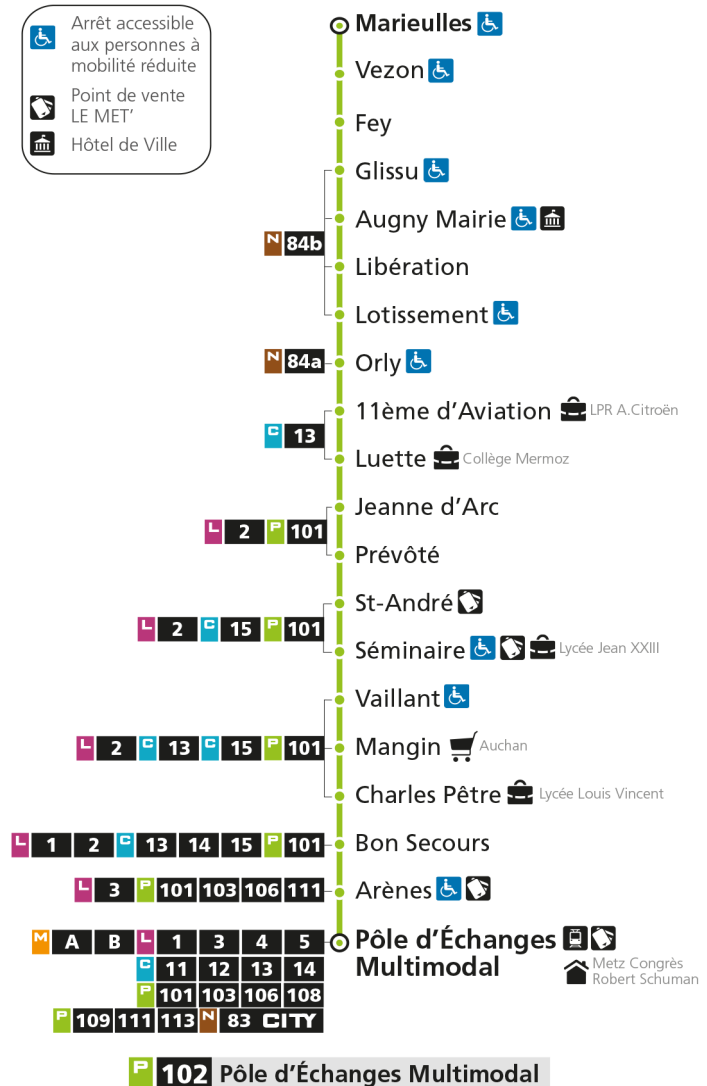 Arrêt accessible
aux personnes à
mobilité réduite
Point de vente
LE MET'
Hôtel de Ville
Marieulles
Vezon
Fey
Glissu
Augny Mairie
N 84b
Libération
Lotissement
N 84a Orly
11ème d'Aviation LPR A.Citroën
C 13
Luette Collège Mermoz
Jeanne d'Arc
L 2 P 101
Prévôté
St-André
L 2 C 15 P 101
Séminaire Lycée Jean XXIII
Vaillant
L 2 C 13 C 15 P 101 Mangin Auchan
Charles Pêtre Lycée Louis Vincent
L 1 2 C 13 14 15 P 101 Bon Secours
L 3 P 101 103 106 111 Arènes
M A B L 1 3 4 5 Pôle d'Échanges
C 11 12 13 14 Multimodal Metz Congrès
Robert Schuman
P 101 103 106 108
P 109 111 113 N 83 CITY
P 102 Pôle d'Échanges Multimodal